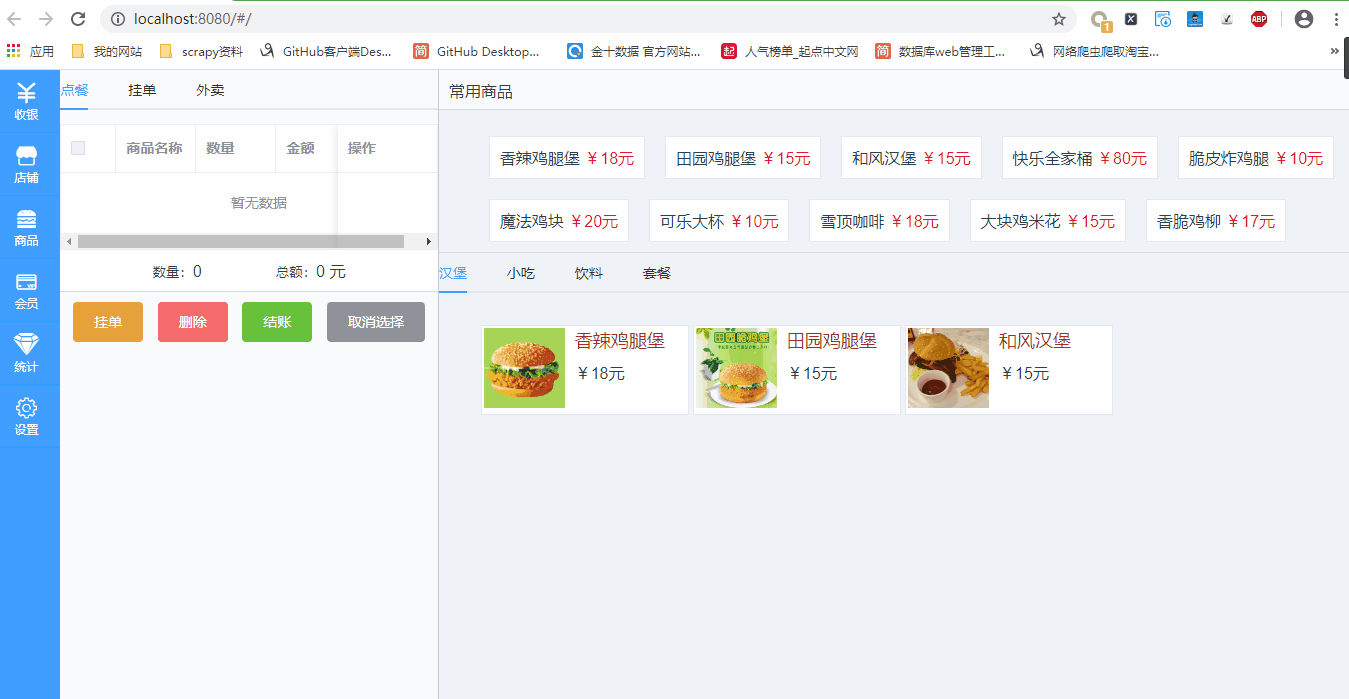 localhost:8080/#/
1
ABP
应用 我的网站 scrapy资料 GitHub客户端Des... 简 GitHub Desktop... 金十数据 官方网站... 起 人气榜单_起点中文网 简 数据库web管理工... 网络爬虫爬取淘宝... »
收银
店铺
商品
会员
统计
设置
点餐 挂单 外卖
商品名称 数量 金额 操作
暂无数据
数量：0 总额：0 元
挂单 删除 结账 取消选择
常用商品
香辣鸡腿堡 ￥18元 田园鸡腿堡 ￥15元 和风汉堡 ￥15元 快乐全家桶 ￥80元 脆皮炸鸡腿 ￥10元
魔法鸡块 ￥20元 可乐大杯 ￥10元 雪顶咖啡 ￥18元 大块鸡米花 ￥15元 香脆鸡柳 ￥17元
汉堡 小吃 饮料 套餐
香辣鸡腿堡 田园鸡腿堡 和风汉堡
￥18元 ￥15元 ￥15元